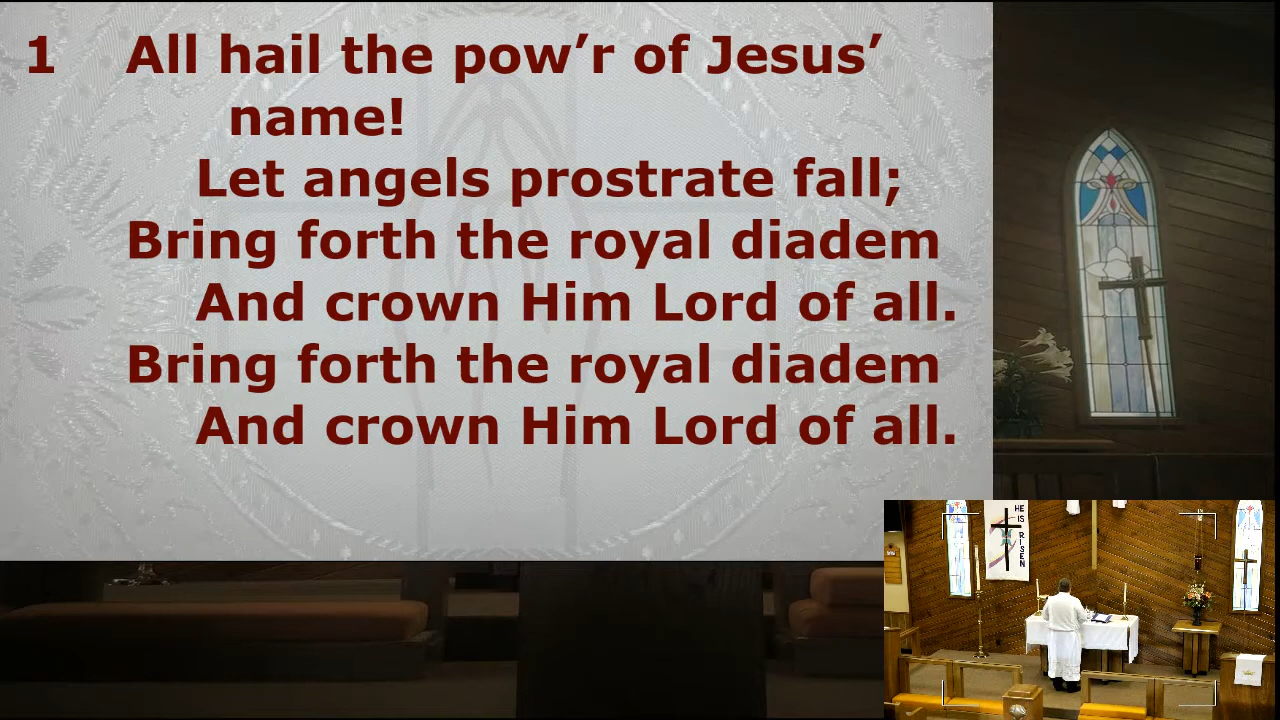 1 All hail the pow’r of Jesus’
name!
Let angels prostrate fall;
Bring forth the royal diadem
And crown Him Lord of all.
Bring forth the royal diadem
And crown Him Lord of all.
HE
IS
R
I
S
E
N